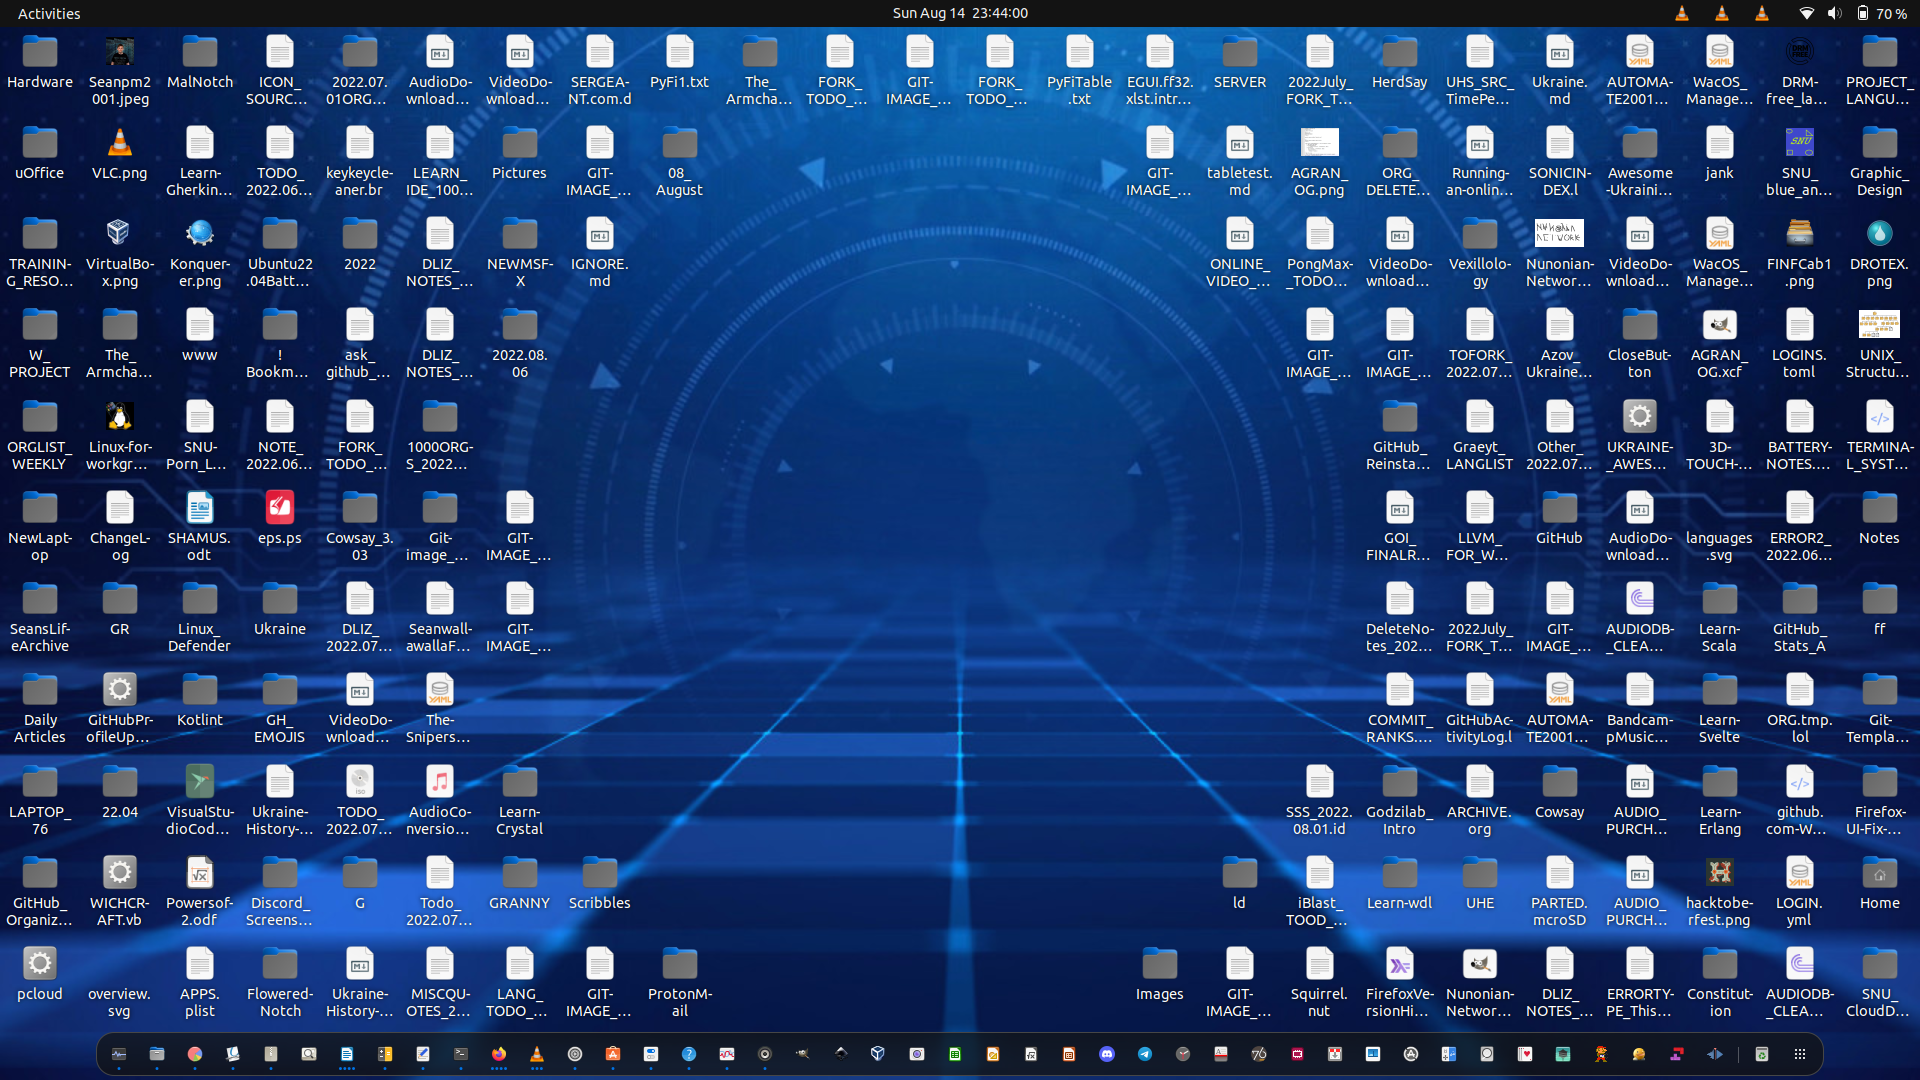 Activities
Sun Aug 14 23:44:00
70 %
Hardware
Seanpm2
001.jpeg
MalNotch
ICON_
SOURC...
2022.07.
01ORG...
AudioDo-
wnload...
VideoDo-
wnload...
SERGEA-
NT.com.d
PyFi1.txt
The_
Armcha...
FORK_
TODO_...
GIT-
IMAGE_...
FORK_
TODO_...
PyFiTable
.txt
EGUI.ff32.
xlst.intr...
SERVER
2022July_
FORK_T...
HerdSay
UHS_SRC_
TimePe...
Ukraine.
md
AUTOMA-
TE2001...
WacOS_
Manage...
DRM-
free_la...
PROJECT_
LANGU...
uOffice
VLC.png
Learn-
Gherkin...
TODO_
2022.06...
keykeycle-
aner.br
LEARN_
IDE_100...
Pictures
GIT-
IMAGE_...
08_
August
GIT-
IMAGE_...
tabletest.
md
AGRAN_
OG.png
ORG_
DELETE...
Running-
an-onlin...
SONICIN-
DEX.l
Awesome
-Ukraini...
jank
SNU
SNU_
blue_an...
Graphic_
Design
TRAININ-
G_RESO...
VirtualBo-
x.png
Konquer-
er.png
Ubuntu22
.04Batt...
2022
DLIZ_
NOTES_...
NEWMSF-
X
IGNORE.
md
ONLINE_
VIDEO_...
PongMax-
_TODO...
VideoDo-
wnload...
Vexillolo-
gy
Nunonian-
Networ...
VideoDo-
wnload...
WacOS_
Manage...
FINFCab1
.png
DROTEX.
png
W_
PROJECT
The_
Armcha...
www
!
Bookm...
ask_
github_...
DLIZ_
NOTES_...
2022.08.
06
GIT-
IMAGE_...
GIT-
IMAGE_...
TOFORK_
2022.07...
Azov_
Ukraine...
CloseBut-
ton
AGRAN_
OG.xcf
LOGINS.
toml
UNIX_
Structu...
ORGLIST_
WEEKLY
Linux-for-
workgr...
SNU-
Porn_L...
NOTE_
2022.06...
FORK_
TODO_...
1000ORG-
S_2022...
GitHub_
Reinsta...
Graeyt_
LANGLIST
Other_
2022.07...
UKRAINE-
_AWES...
3D-
TOUCH-...
BATTERY-
NOTES....
TERMINA-
L_SYST...
NewLapt-
op
ChangeL-
og
SHAMUS.
odt
eps.ps
Cowsay_3.
03
Git-
image_...
GIT-
IMAGE_...
GOI_
FINALR...
LLVM_
FOR_W...
GitHub
AudioDo-
wnload...
languages
.svg
ERROR2_
2022.06...
Notes
SeansLif-
eArchive
GR
Linux_
Defender
Ukraine
DLIZ_
2022.07...
Seanwall-
awallaF...
GIT-
IMAGE_...
DeleteNo-
tes_202...
2022July_
FORK_T...
GIT-
IMAGE_...
AUDIODB-
_CLEA...
Learn-
Scala
GitHub_
Stats_A
ff
Daily
Articles
GitHubPr-
ofileUp...
Kotlint
GH_
EMOJIS
VideoDo-
wnload...
The-
Snipers...
COMMIT_
RANKS....
GitHubAc-
tivityLog.l
AUTOMA-
TE2001...
Bandcam-
pMusic...
Learn-
Svelte
ORG.tmp.
lol
Git-
Templa...
LAPTOP_
76
22.04
VisualStu-
dioCod...
Ukraine-
History-...
TODO_
2022.07...
AudioCo-
nversio...
Learn-
Crystal
SSS_2022.
08.01.id
Godzilab_
Intro
ARCHIVE.
org
Cowsay
AUDIO_
PURCH...
Learn-
Erlang
github.
com-W...
Firefox-
UI-Fix-...
GitHub_
Organiz...
WICHCR-
AFT.vb
Powersof-
2.odf
Discord_
Screens...
G
Todo_
2022.07...
GRANNY
Scribbles
ld
iBlast_
TOOD_...
Learn-wdl
UHE
PARTED.
mcroSD
AUDIO_
PURCH...
hacktobe-
rfest.png
LOGIN.
yml
Home
pcloud
overview.
svg
APPS.
plist
Flowered-
Notch
Ukraine-
History-...
MISCQU-
OTES_2...
LANG_
TODO_...
GIT-
IMAGE_...
ProtonM-
ail
Images
GIT-
IMAGE_...
Squirrel.
nut
FirefoxVe-
rsionHi...
Nunonian-
Networ...
DLIZ_
NOTES_...
ERRORTY-
PE_This...
Constitut-
ion
AUDIODB-
_CLEA...
SNU_
CloudD...